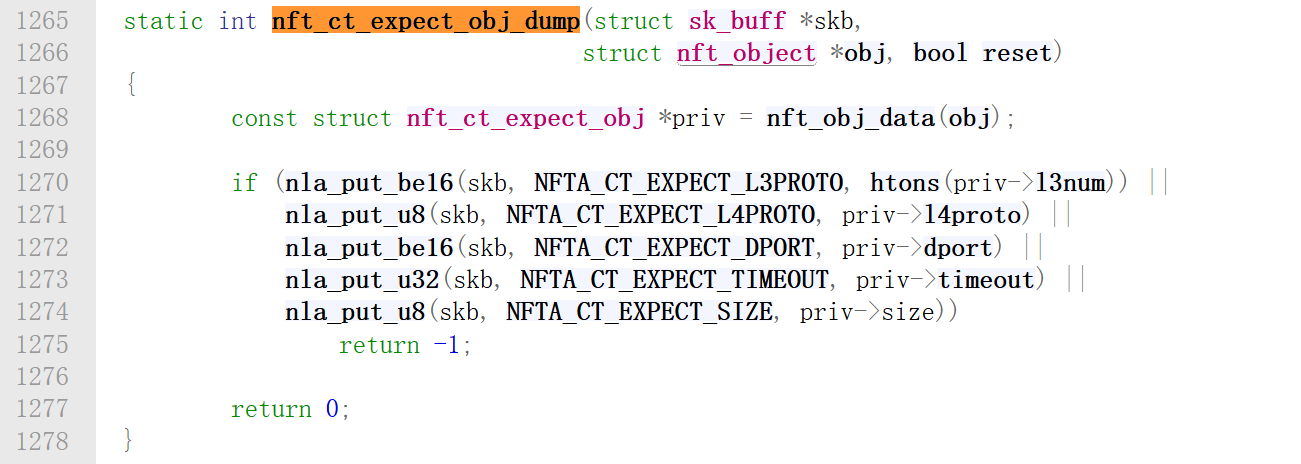 1265 static int nft_ct_expect_obj_dump(struct sk_buff *skb,
1266 struct nft_object *obj, bool reset)
1267 {
1268 const struct nft_ct_expect_obj *priv = nft_obj_data(obj);
1269
1270 if (nla_put_be16(skb, NFTA_CT_EXPECT_L3PROTO, htons(priv->l3num)) ||
1271 nla_put_u8(skb, NFTA_CT_EXPECT_L4PROTO, priv->l4proto) ||
1272 nla_put_be16(skb, NFTA_CT_EXPECT_DPORT, priv->dport) ||
1273 nla_put_u32(skb, NFTA_CT_EXPECT_TIMEOUT, priv->timeout) ||
1274 nla_put_u8(skb, NFTA_CT_EXPECT_SIZE, priv->size))
1275 return -1;
1276
1277 return 0;
1278 }